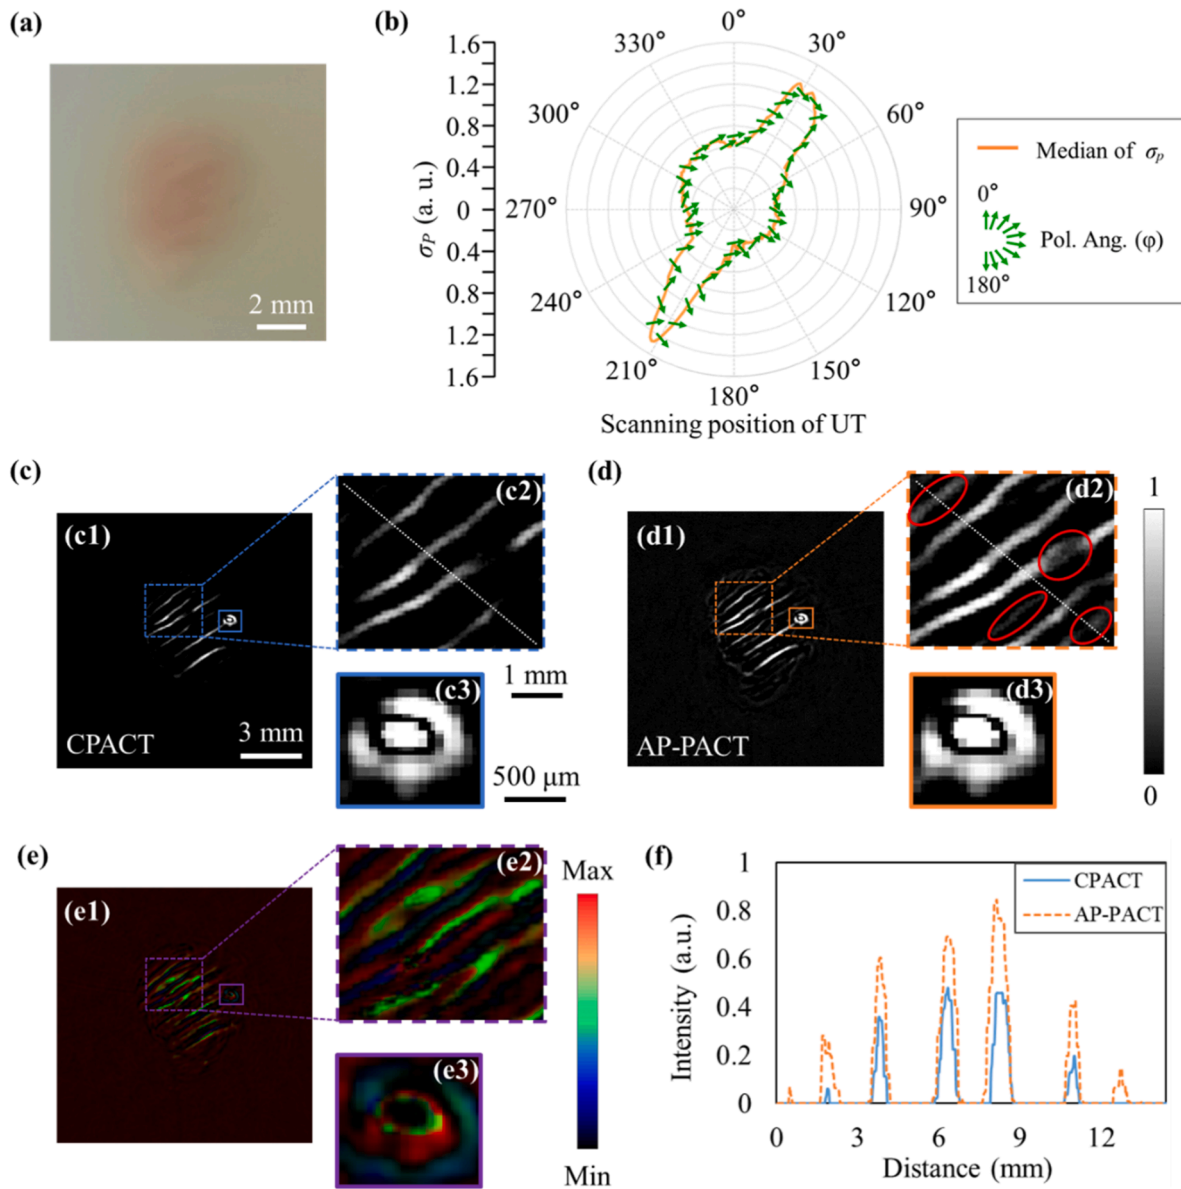 (a)
2 mm
(b)
1.6
1.2
0.8
0.4
0
0.4
0.8
1.2
1.6
σP (a. u.)
0°
30°
60°
90°
120°
150°
180°
210°
240°
270°
300°
330°
Scanning position of UT
Median of σp
0°
Pol. Ang. (φ)
180°
(c)
(c1)
CPACT
3 mm
(c2)
1 mm
(c3)
500 μm
(d)
(d1)
AP-PACT
(d2)
(d3)
1
0
(e)
(e1)
(e2)
(e3)
Max
Min
(f)
1
0.8
0.6
0.4
0.2
0
Intensity (a.u.)
CPACT
AP-PACT
0 3 6 9 12
Distance (mm)